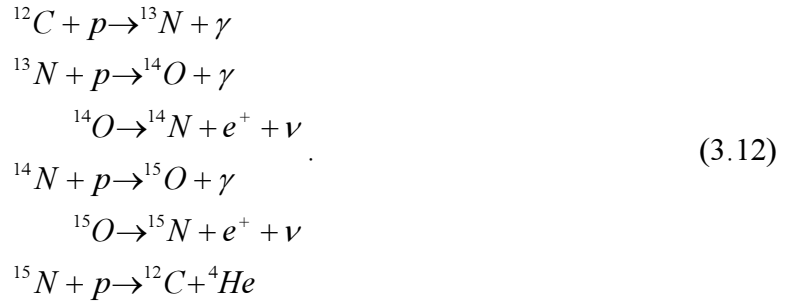 ¹²C + p→¹³N + γ
¹³N + p→¹⁴O + γ
¹⁴O→¹⁴N + e⁺ + ν
¹⁴N + p→¹⁵O + γ
.
(3.12)
¹⁵O→¹⁵N + e⁺ + ν
¹⁵N + p→¹²C+⁴He